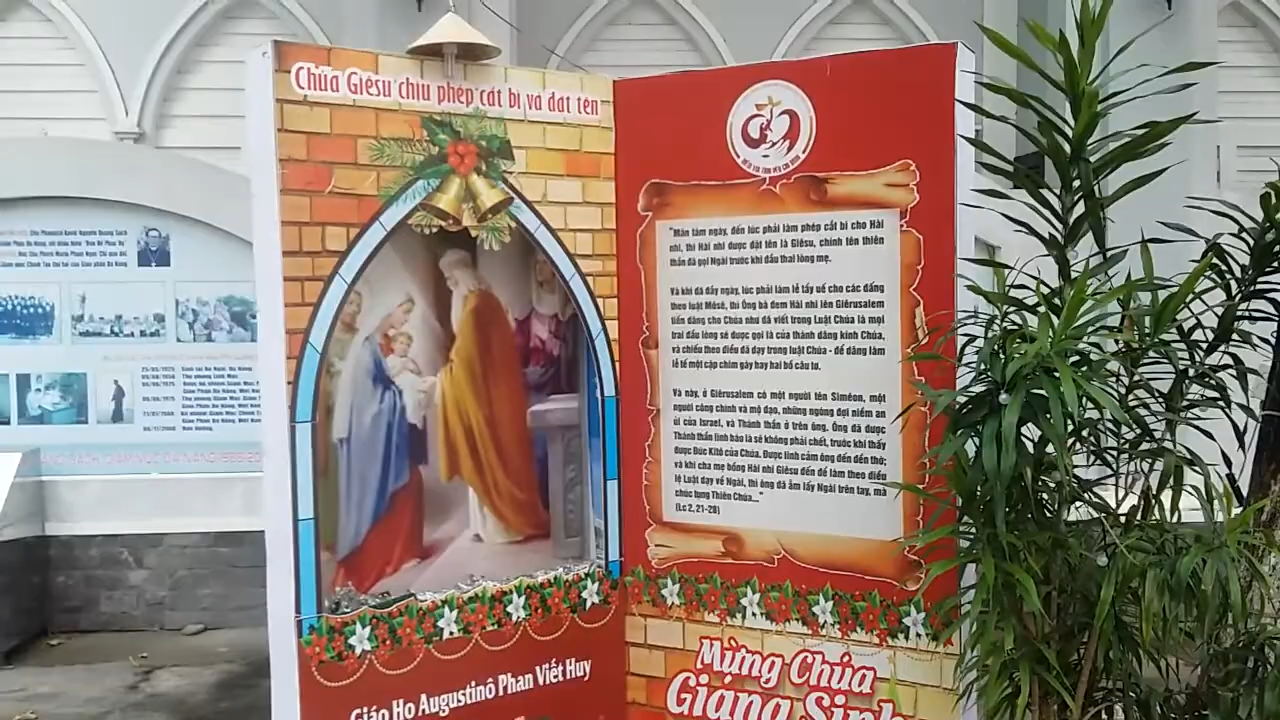 Chúa Giêsu chịu phép cắt bì và đặt tên
"Mãn tám ngày, đến lúc phải làm phép cắt bì cho Hài
nhi, thì Hài nhi được đặt tên là Giêsu, chính tên thiên
thần đã gọi Ngài trước khi đầu thai lòng mẹ.
Và khi đã đầy ngày, lúc phải làm lễ tẩy uế cho các đấng
theo luật Môsê, thì Ông bà đem Hài nhi lên Giêrusalem
tiến dâng cho Chúa như đã viết trong Luật Chúa là mọi
trai đầu lòng sẽ được gọi là của thánh dâng kính Chúa,
và chiếu theo điều đã dạy trong luật Chúa - để dâng làm
lễ tế một cặp chim gáy hay hai bồ câu tơ.
Và này, ở Giêrusalem có một người tên Siméon, một
người công chính và mộ đạo, những ngóng đợi niềm an
ủi của Israel, và Thánh thần ở trên ông. Ông đã được
Thánh thần linh báo là sẽ không phải chết, trước khi thấy
được Đức Kitô của Chúa. Được linh cảm ông đến đền thờ;
và khi cha mẹ bồng Hài nhi Giêsu đến để làm theo điều
lệ Luật dạy về Ngài, thì ông đã ẵm lấy Ngài trên tay, mà
chúc tụng Thiên Chúa..."
(Lc 2, 21-28)
Giáo Họ Augustinô Phan Viết Huy
Mừng Chúa
Giáng Sinh